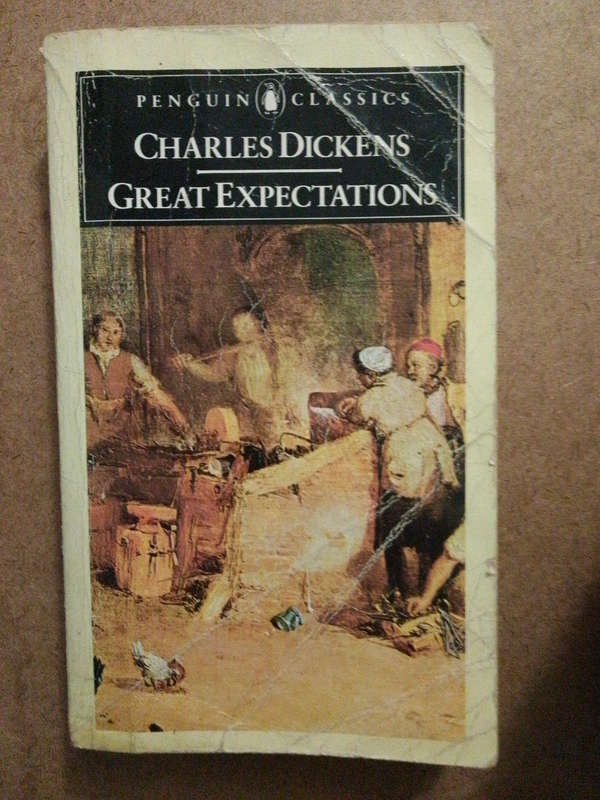 PENGUIN CLASSICS
CHARLES DICKENS
GREAT EXPECTATIONS